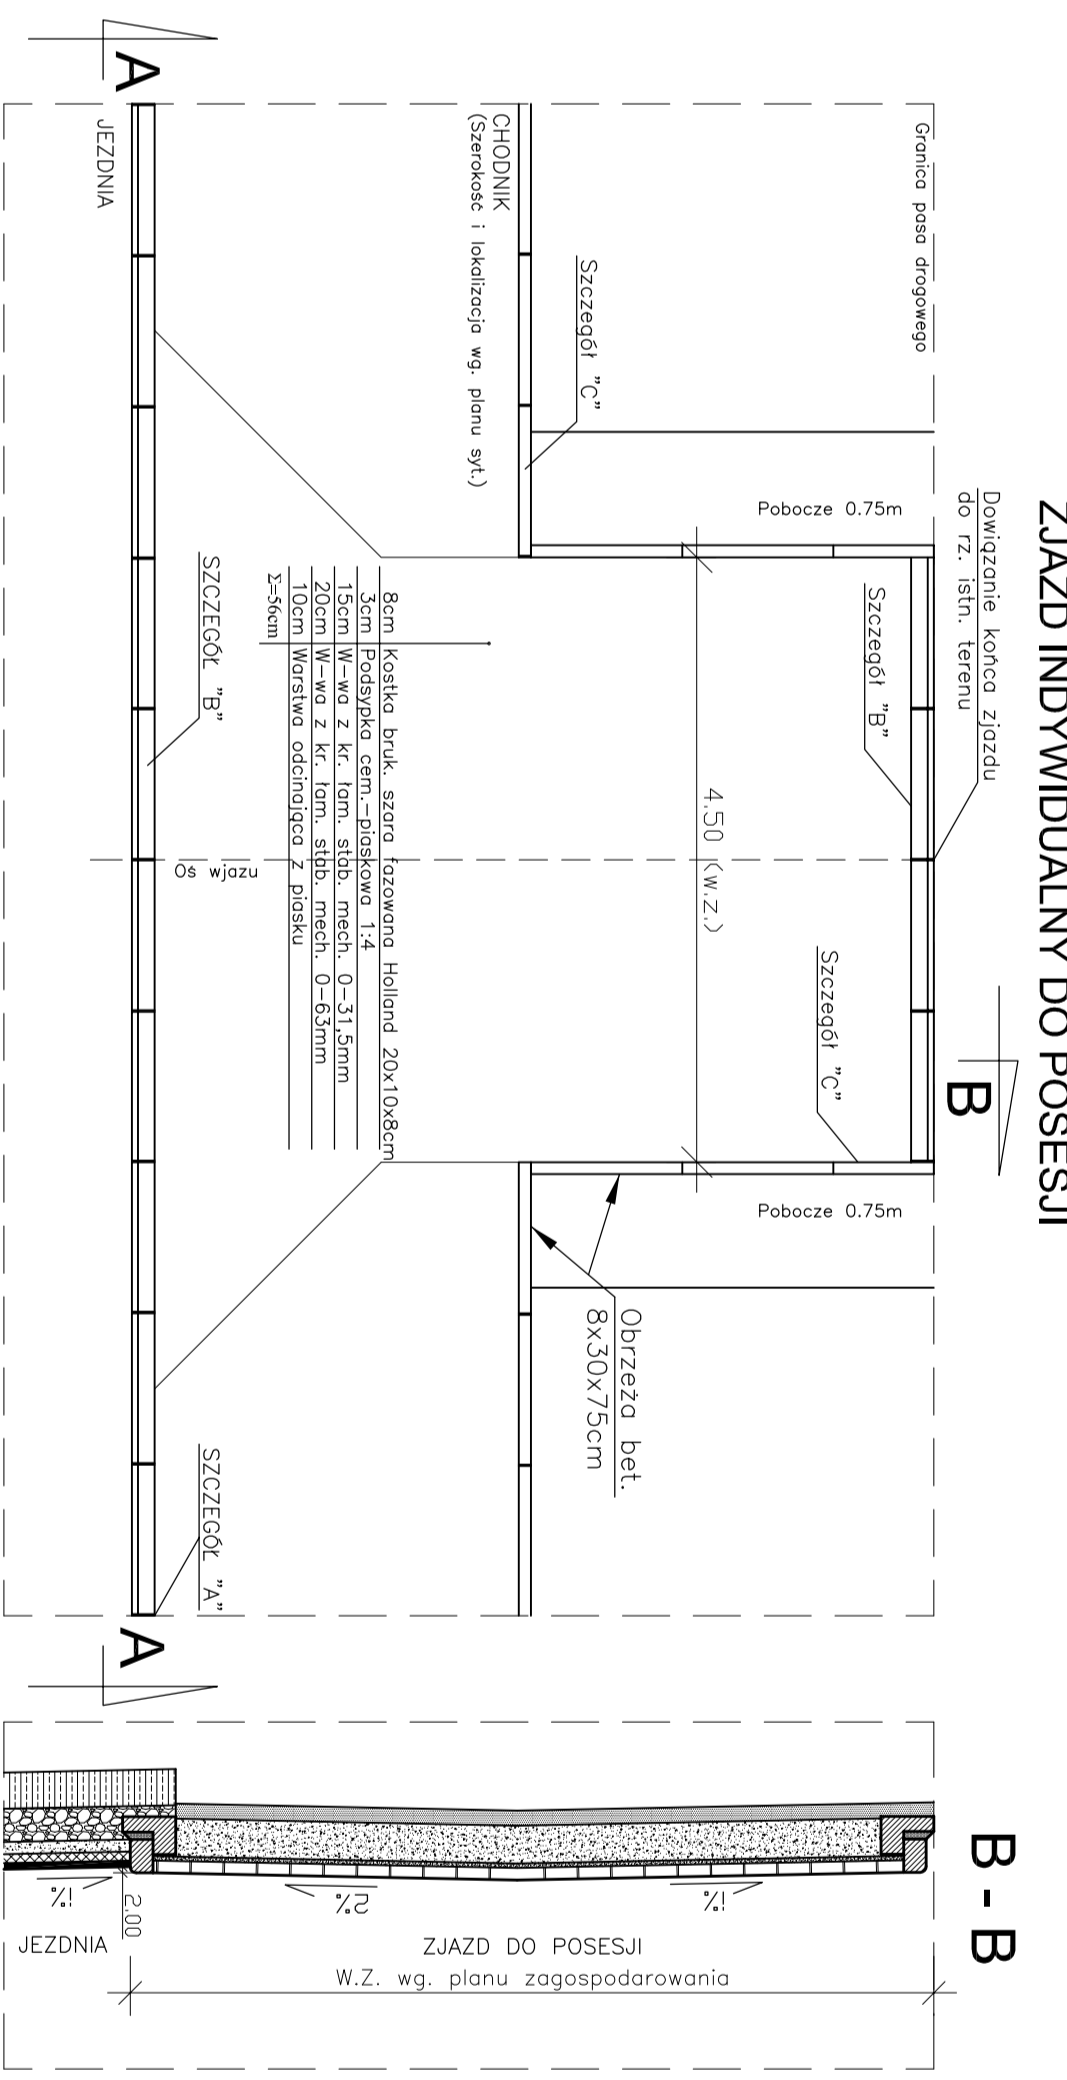 ZJAZD INDYWIDUALNY DO POSESJI
Dowiązanie końca zjazdu
do rz. istn. terenu
B
Granica pasa drogowego
Pobocze 0.75m
Szczegół "B"
Szczegół "C"
Pobocze 0.75m
4.50 (w.z.)
Szczegół "C"
Obrzeża bet.
8x30x75cm
CHODNIK
(Szerokość i lokalizacja wg. planu syt.)
8cm Kostka bruk. szara fazowana Holland 20x10x8cm
3cm Podsypka cem.-piaskowa 1:4
15cm W-wa z kr. łam. stab. mech. 0-31,5mm
20cm W-wa z kr. łam. stab. mech. 0-63mm
10cm Warstwa odcinająca z piasku
Σ=56cm
Oś wjazu
SZCZEGÓŁ "B"
SZCZEGÓŁ "A"
A
A
JEZDNIA
B - B
1%
2%
1%
2.00
JEZDNIA
ZJAZD DO POSESJI
W.Z. wg. planu zagospodarowania